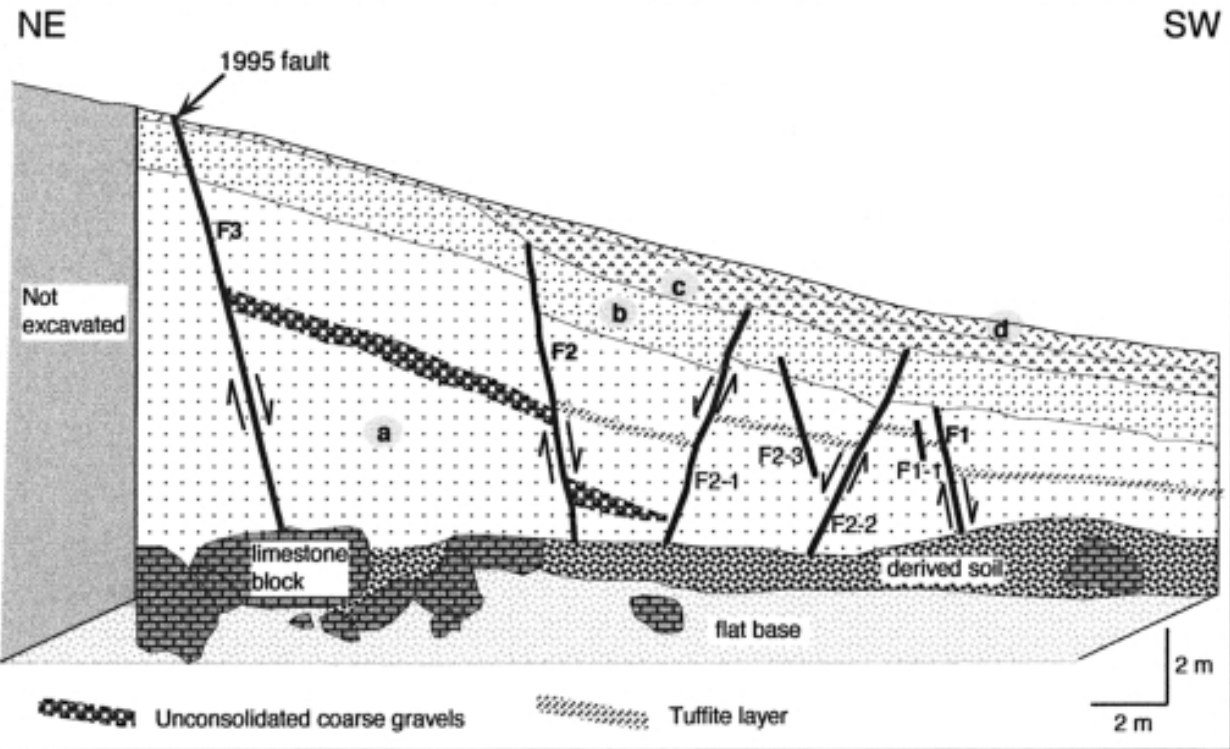 NE
SW
1995 fault
F3
Not
excavated
c
b
d
F2
a
F2-3
F1
F1-1
F2-1
F2-2
limestone
block
derived soil
flat base
2 m
2 m
Unconsolidated coarse gravels
Tuffite layer